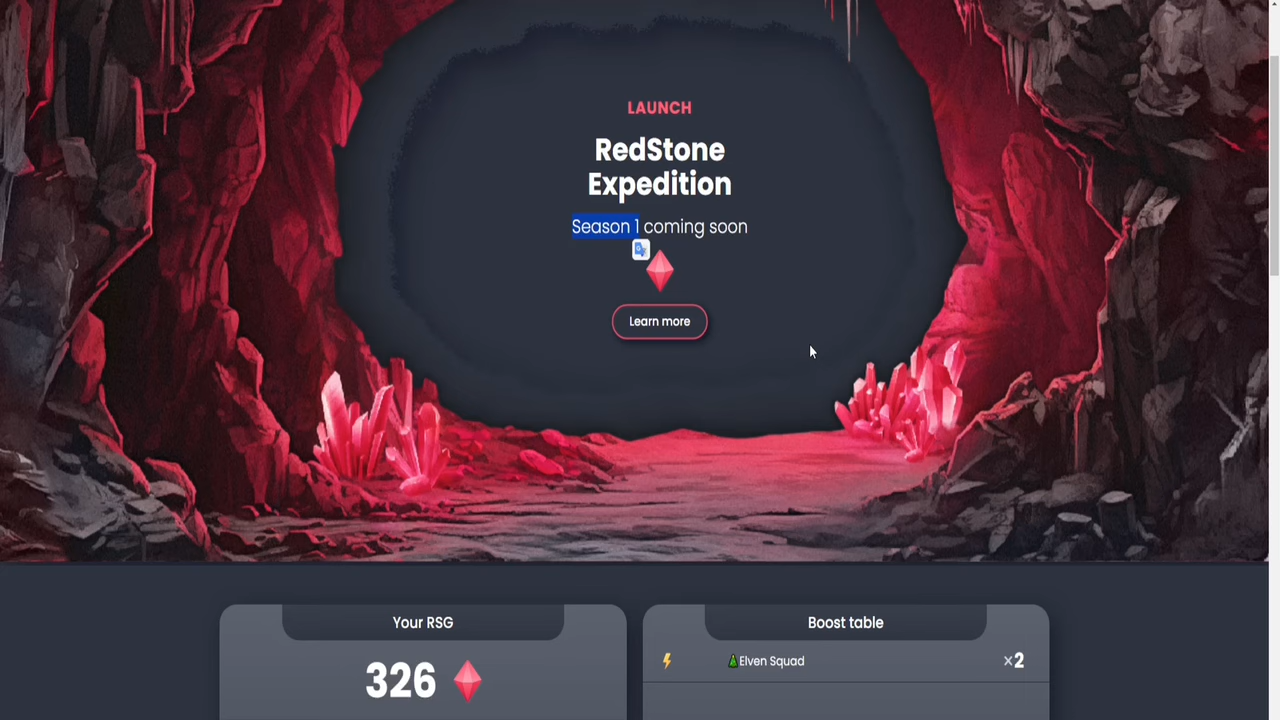 LAUNCH
RedStone
Expedition
Season 1 coming soon
Learn more
Your RSG
Boost table
326
Elven Squad
×2